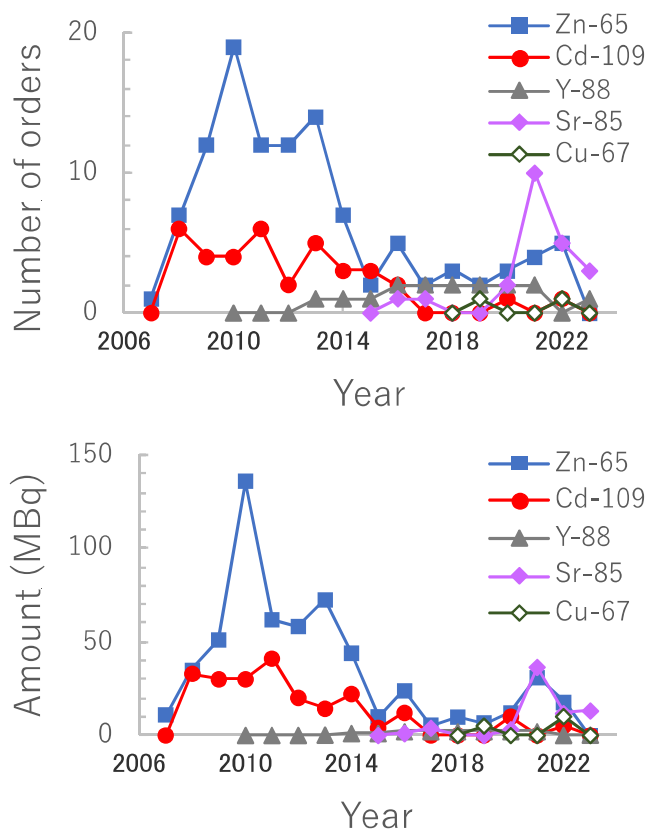 20
Zn-65
Cd-109
Y-88
Sr-85
Cu-67
10
0
Number of orders
2006
2010
2014
2018
2022
Year
150
Zn-65
Cd-109
Y-88
Sr-85
Cu-67
100
50
0
Amount (MBq)
2006
2010
2014
2018
2022
Year